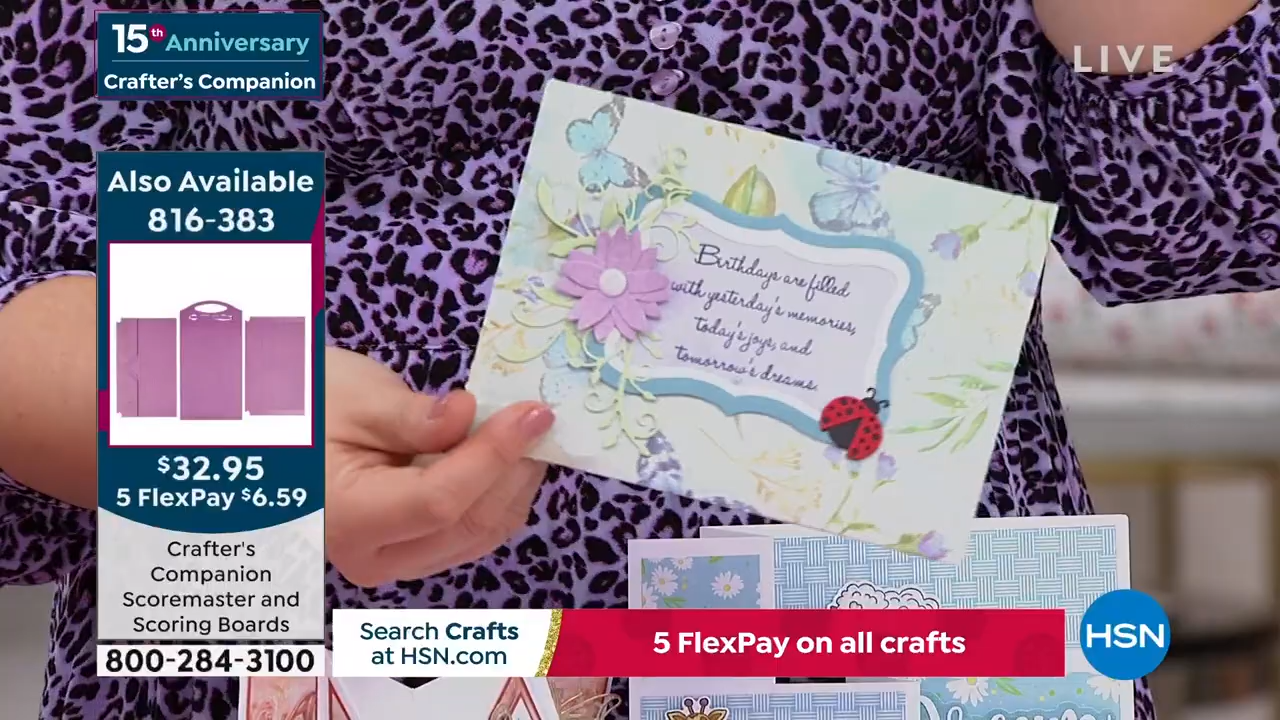 15th Anniversary
Crafter's Companion
LIVE
Also Available
816-383
$32.95
5 FlexPay $6.59
Crafter's
Companion
Scoremaster and
Scoring Boards
800-284-3100
Birthdays are filled
with yesterday's memories,
today's joys, and
tomorrow's dreams.
Search Crafts
at HSN.com
5 FlexPay on all crafts
HSN